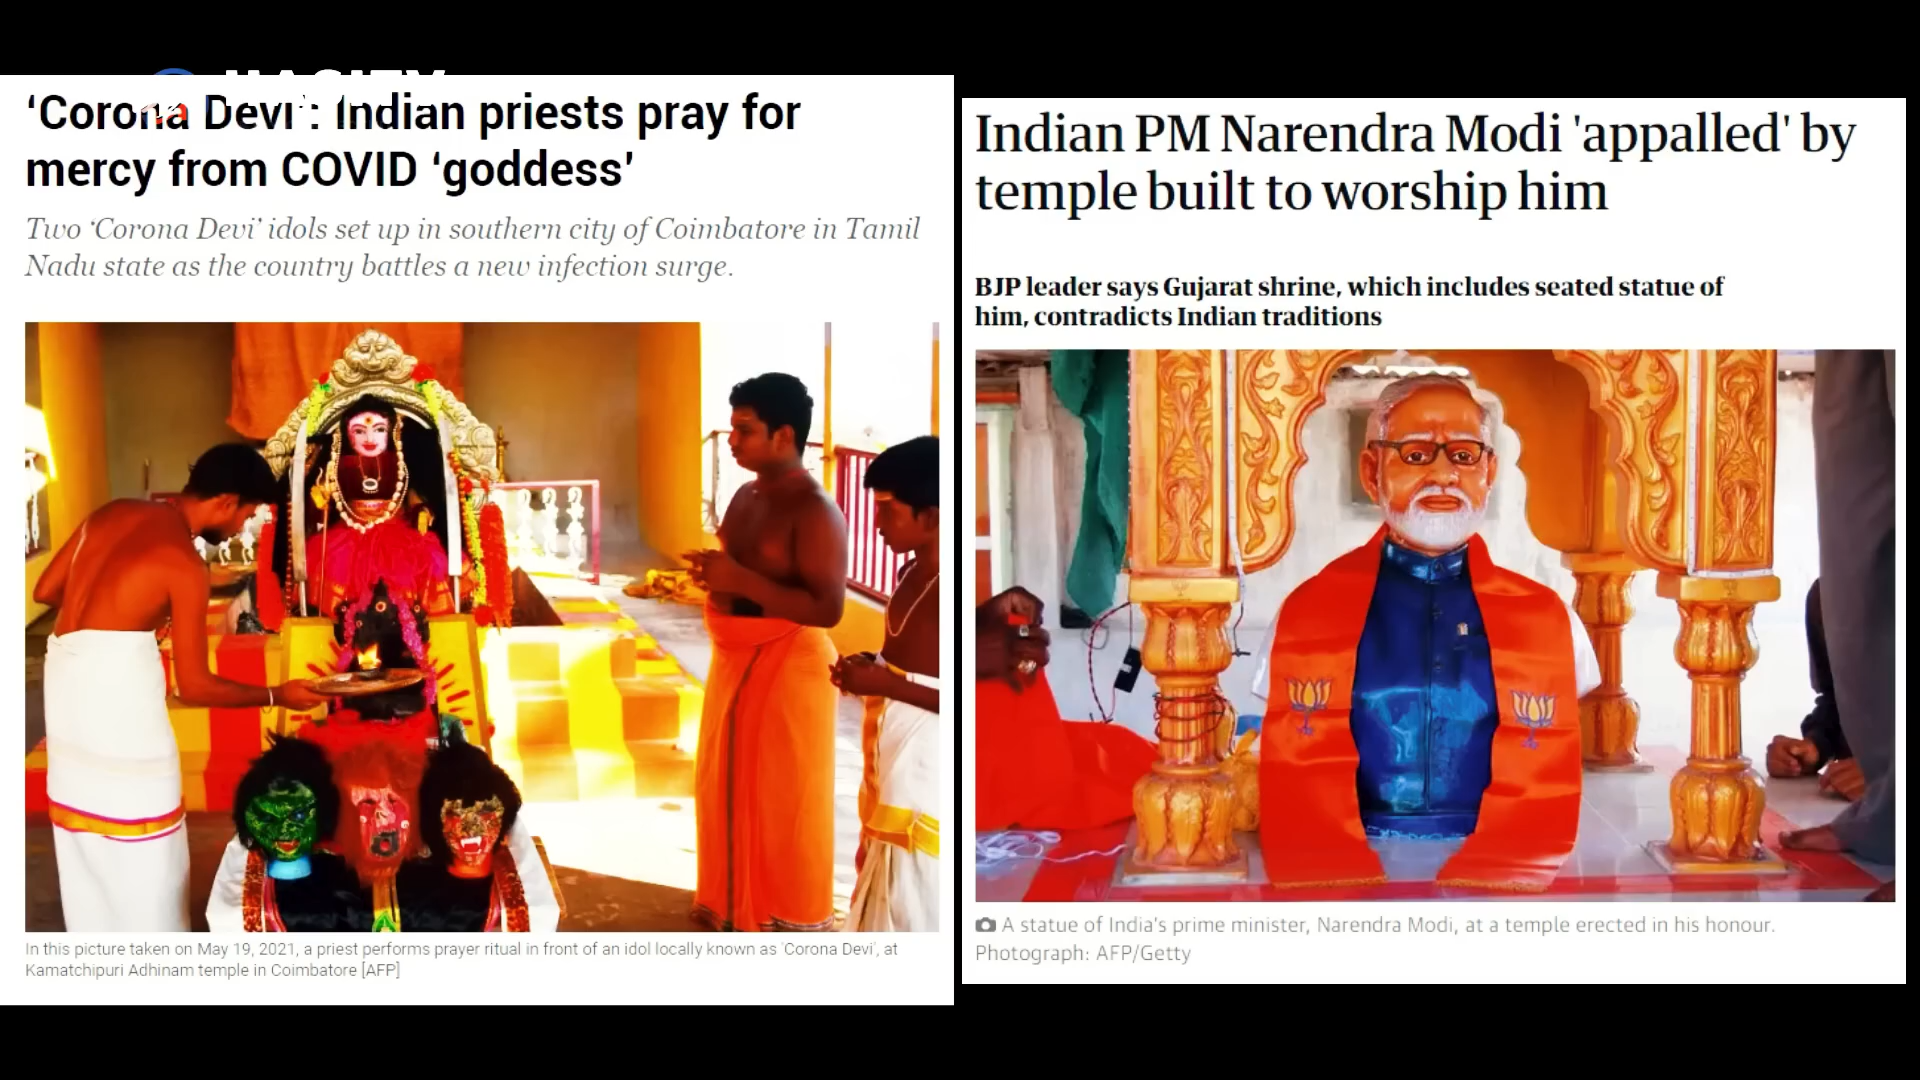 ‘Corona Devi’: Indian priests pray for
mercy from COVID ‘goddess’
Two ‘Corona Devi’ idols set up in southern city of Coimbatore in Tamil
Nadu state as the country battles a new infection surge.
In this picture taken on May 19, 2021, a priest performs prayer ritual in front of an idol locally known as 'Corona Devi', at
Kamatchipuri Adhinam temple in Coimbatore [AFP]
Indian PM Narendra Modi 'appalled' by
temple built to worship him
BJP leader says Gujarat shrine, which includes seated statue of
him, contradicts Indian traditions
A statue of India's prime minister, Narendra Modi, at a temple erected in his honour.
Photograph: AFP/Getty